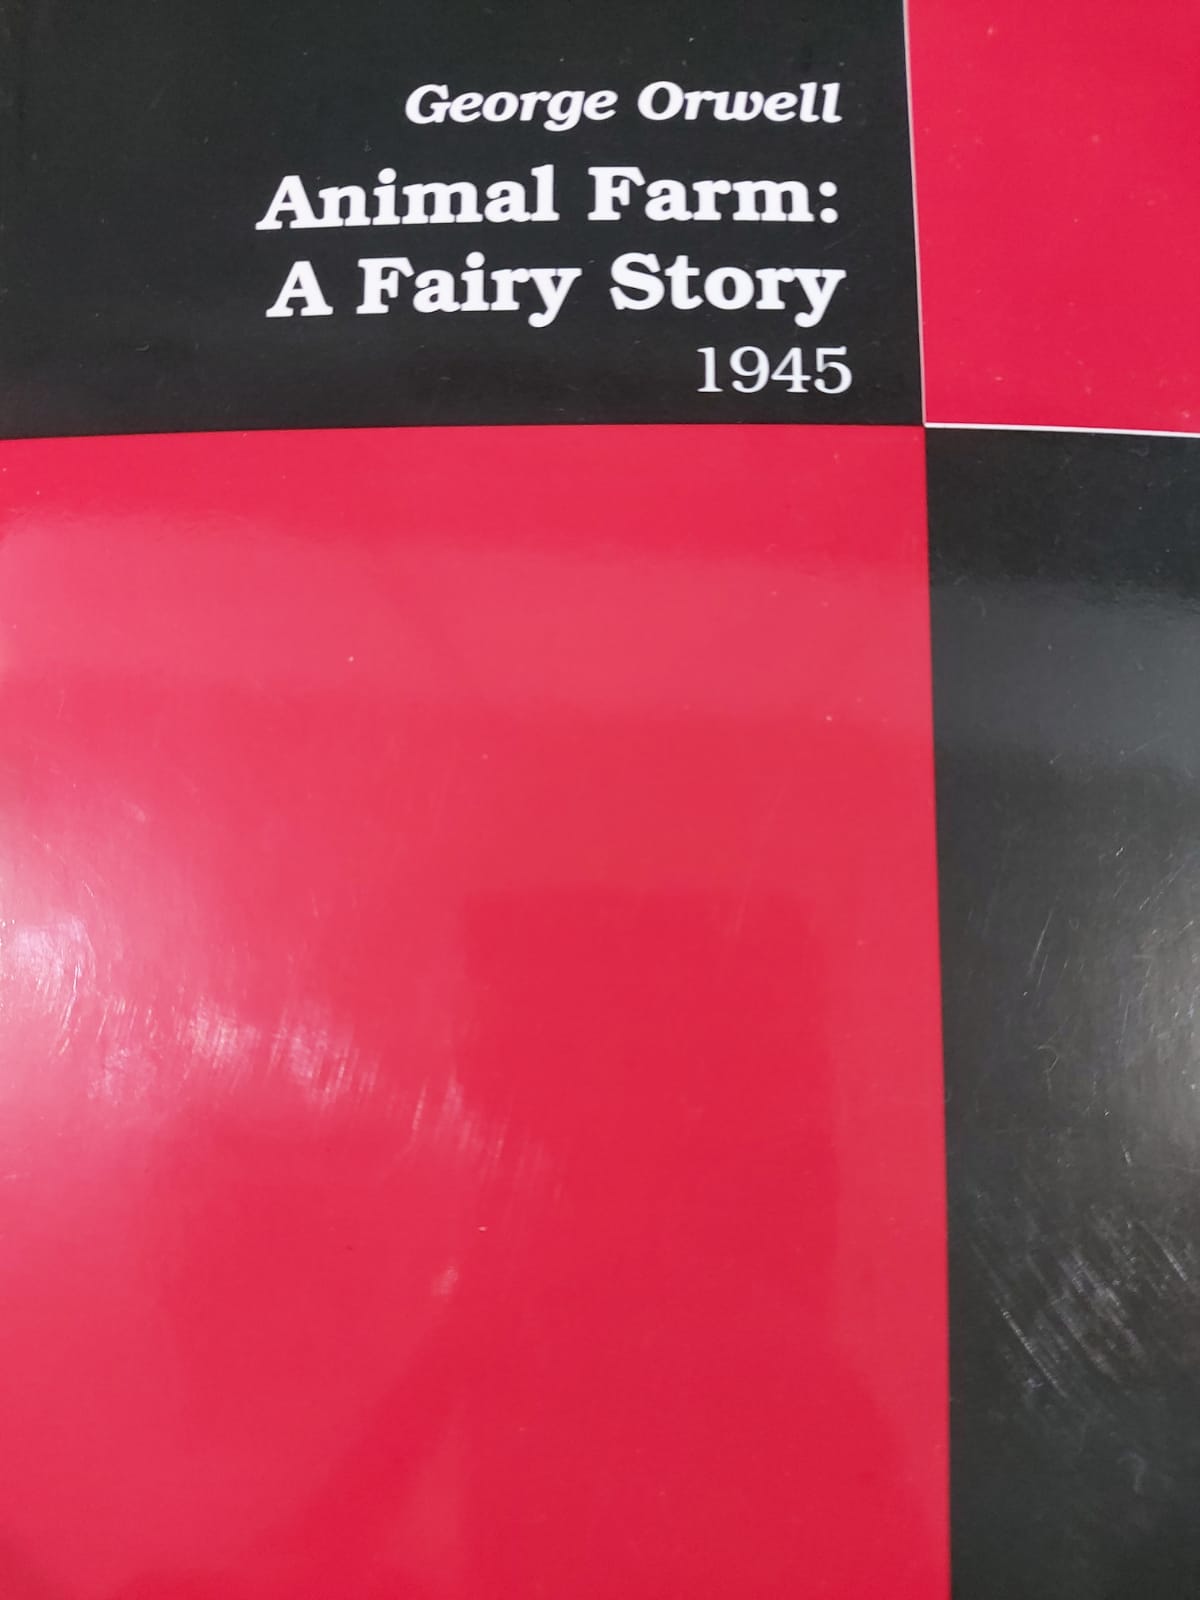 George Orwell
Animal Farm:
A Fairy Story
1945